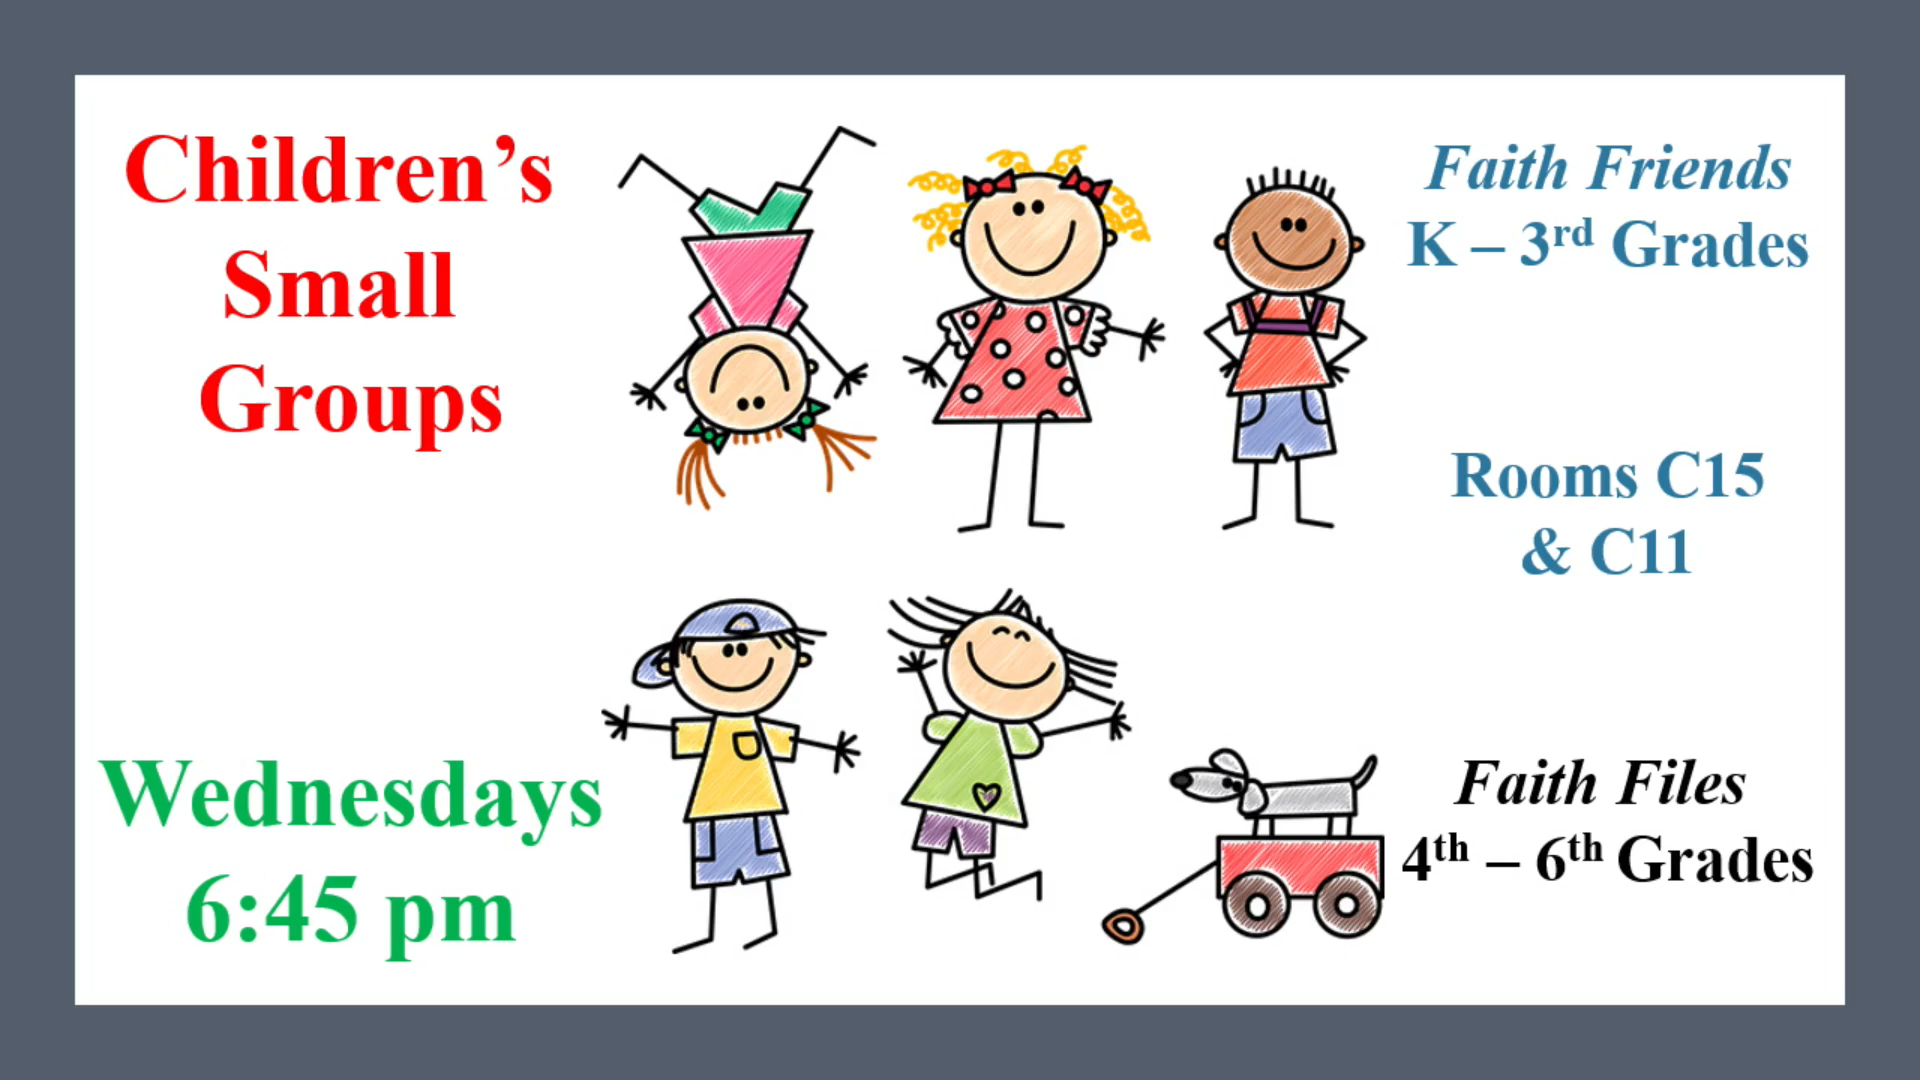 Children’s
Small
Groups
Wednesdays
6:45 pm
Faith Friends
K – 3rd Grades
Rooms C15
& C11
Faith Files
4th – 6th Grades